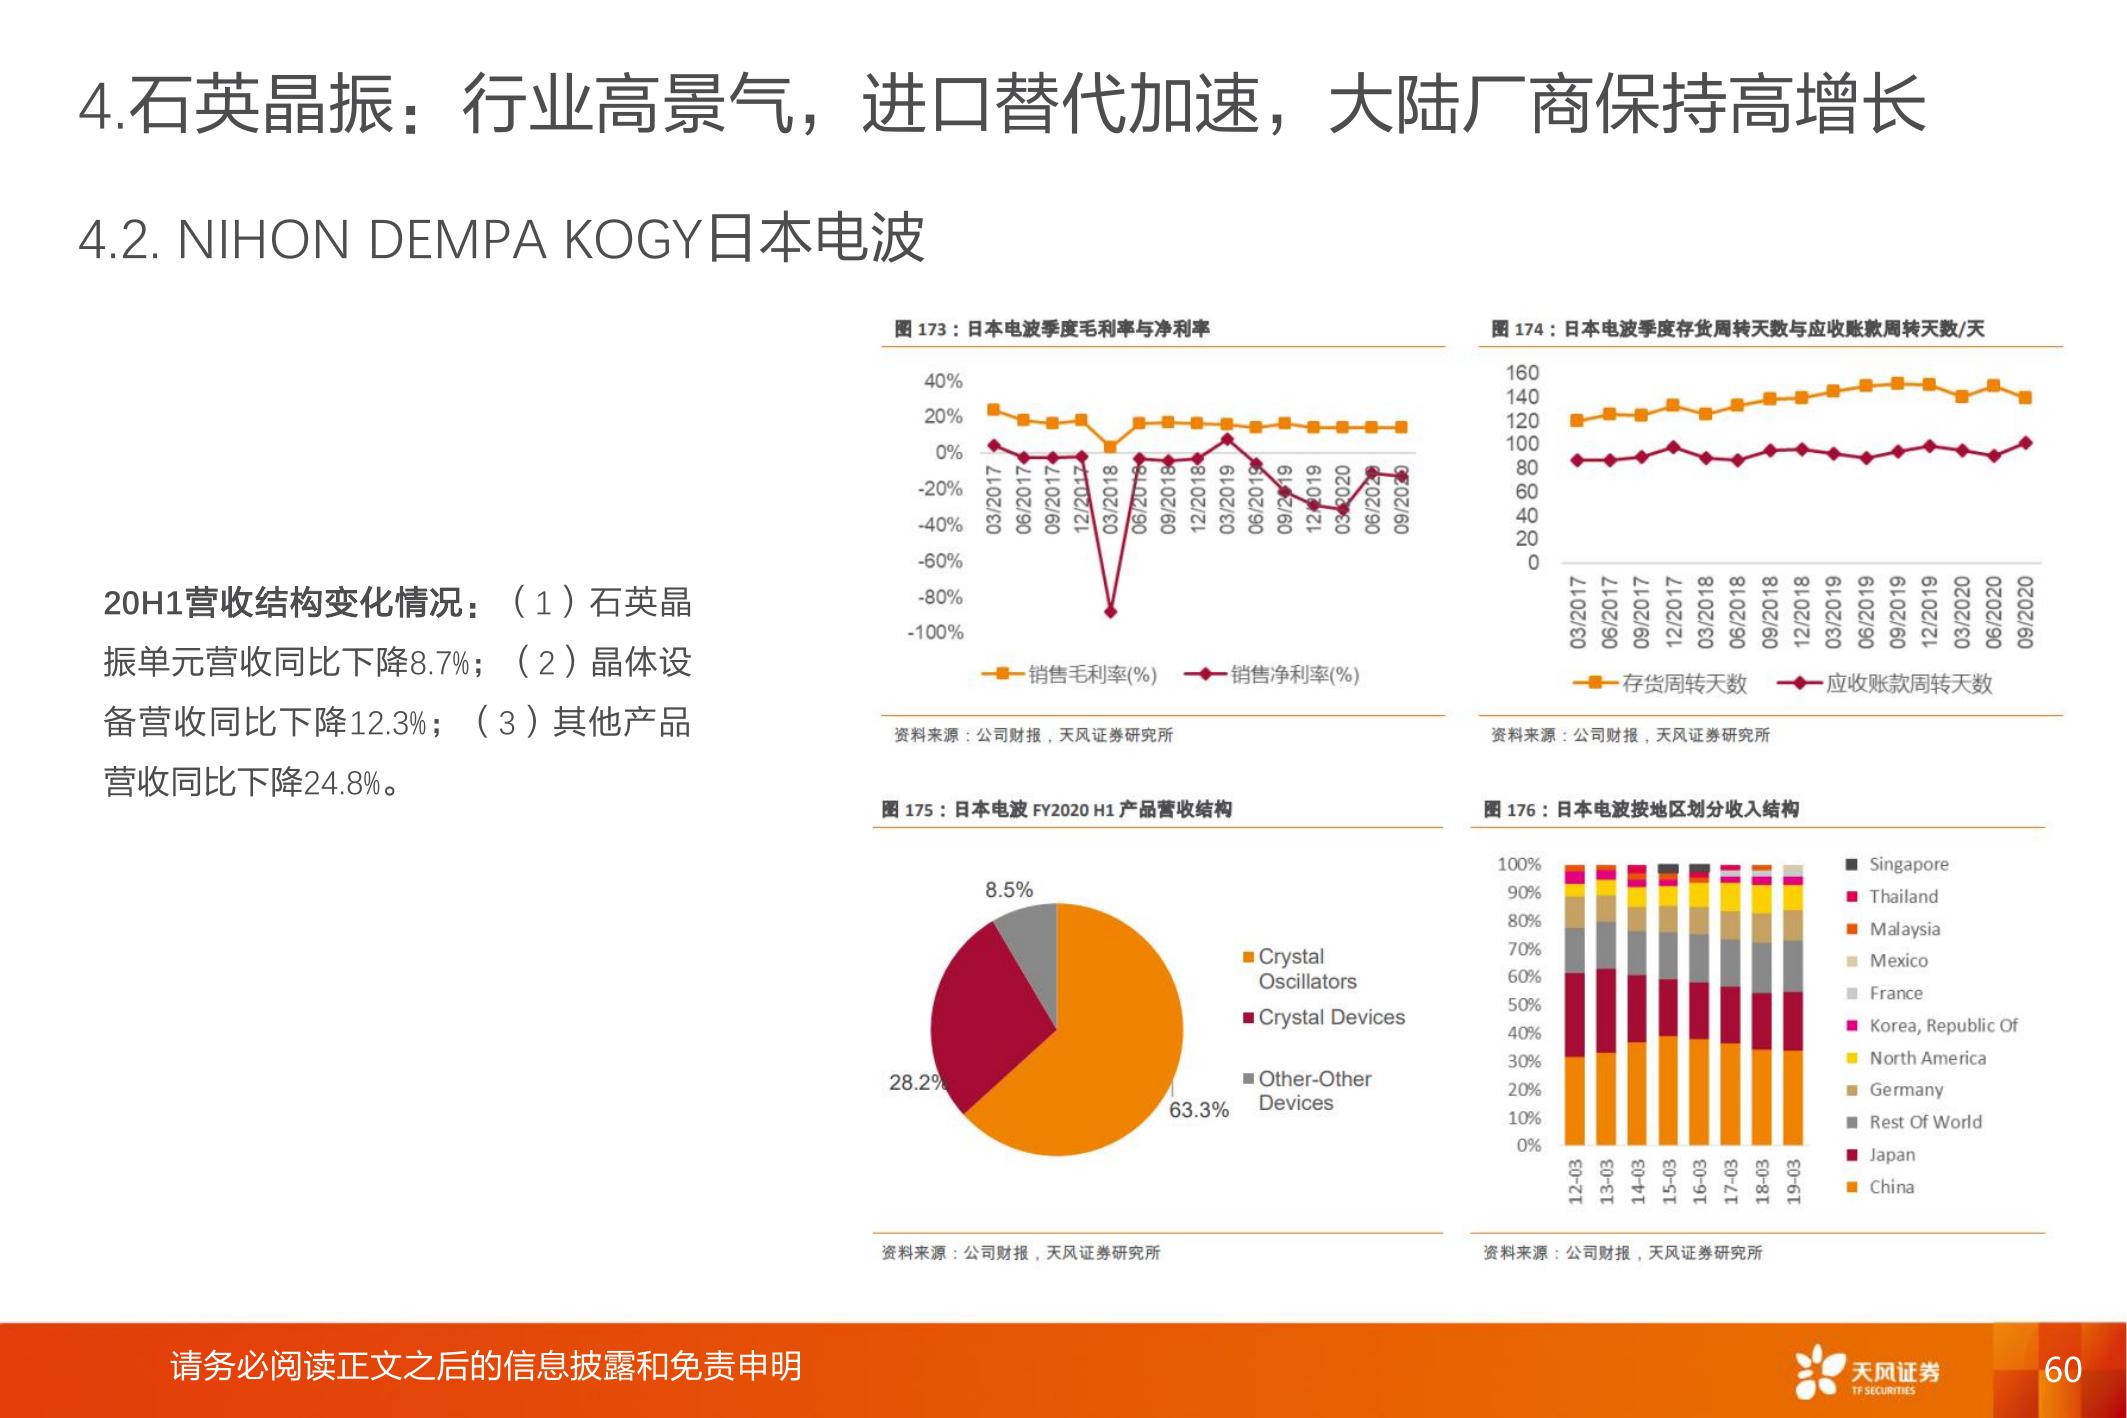 4.石英晶振：行业高景气，进口替代加速，大陆厂商保持高增长
4.2. NIHON DEMPA KOGY日本电波
20H1营收结构变化情况：（1）石英晶
振单元营收同比下降8.7%；（2）晶体设
备营收同比下降12.3%；（3）其他产品
营收同比下降24.8%。
图 173：日本电波季度毛利率与净利率
40%
20%
0%
-20%
-40%
-60%
-80%
-100%
03/2017
06/2017
09/2017
12/2017
03/2018
06/2018
09/2018
12/2018
03/2019
06/2019
09/2019
12/2019
03/2020
06/2020
09/2020
销售毛利率(%)
销售净利率(%)
资料来源：公司财报，天风证券研究所
图 174：日本电波季度存货周转天数与应收账款周转天数/天
160
140
120
100
80
60
40
20
0
03/2017
06/2017
09/2017
12/2017
03/2018
06/2018
09/2018
12/2018
03/2019
06/2019
09/2019
12/2019
03/2020
06/2020
09/2020
存货周转天数
应收账款周转天数
资料来源：公司财报，天风证券研究所
图 175：日本电波 FY2020 H1 产品营收结构
8.5%
28.2%
63.3%
Crystal
Oscillators
Crystal Devices
Other-Other
Devices
资料来源：公司财报，天风证券研究所
图 176：日本电波按地区划分收入结构
100%
90%
80%
70%
60%
50%
40%
30%
20%
10%
0%
12-03
13-03
14-03
15-03
16-03
17-03
18-03
19-03
Singapore
Thailand
Malaysia
Mexico
France
Korea, Republic Of
North America
Germany
Rest Of World
Japan
China
资料来源：公司财报，天风证券研究所
请务必阅读正文之后的信息披露和免责申明
天风证券
TF SECURITIES
60